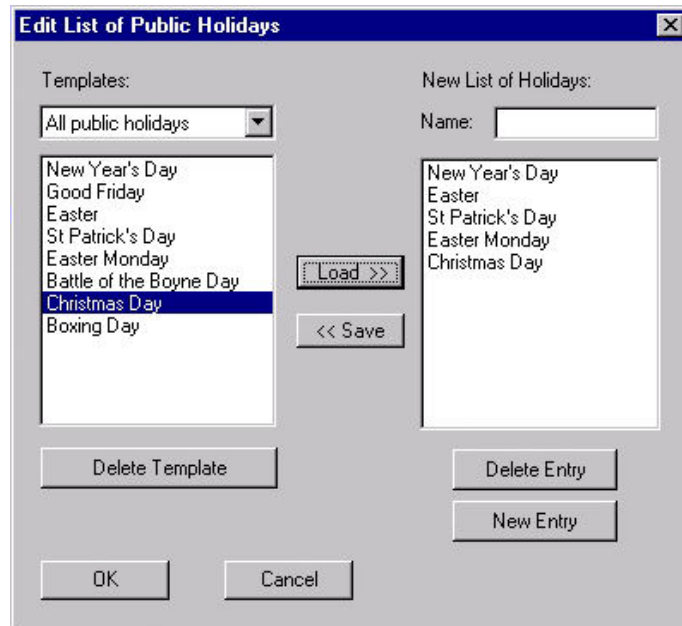 Edit List of Public Holidays
Templates:
All public holidays
New Year's Day
Good Friday
Easter
St Patrick's Day
Easter Monday
Battle of the Boyne Day
Christmas Day
Boxing Day
Delete Template
Load >>
<< Save
New List of Holidays:
Name:
New Year's Day
Easter
St Patrick's Day
Easter Monday
Christmas Day
Delete Entry
New Entry
OK
Cancel